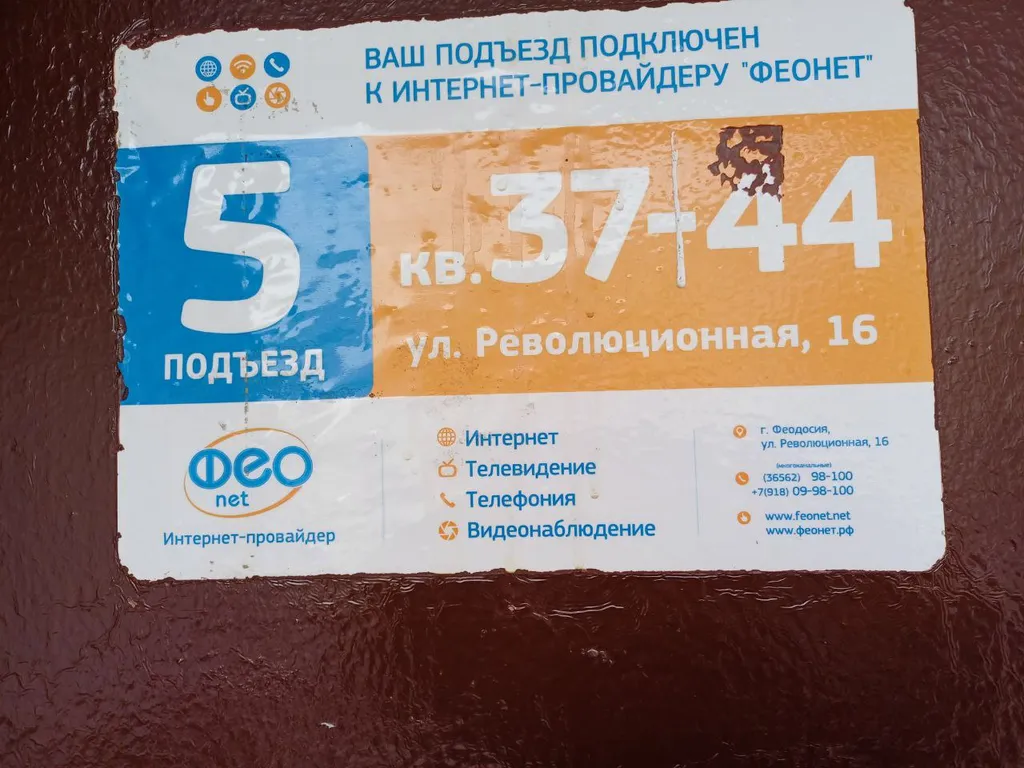 ВАШ ПОДЪЕЗД ПОДКЛЮЧЕН
К ИНТЕРНЕТ-ПРОВАЙДЕРУ "ФЕОНЕТ"
5
ПОДЪЕЗД
кв. 37-44
ул. Революционная, 16
ФЕО
net
Интернет-провайдер
Интернет
Телевидение
Телефония
Видеонаблюдение
г. Феодосия,
ул. Революционная, 16
(многоканальные)
(36562) 98-100
+7(918) 09-98-100
www.feonet.net
www.феонет.рф